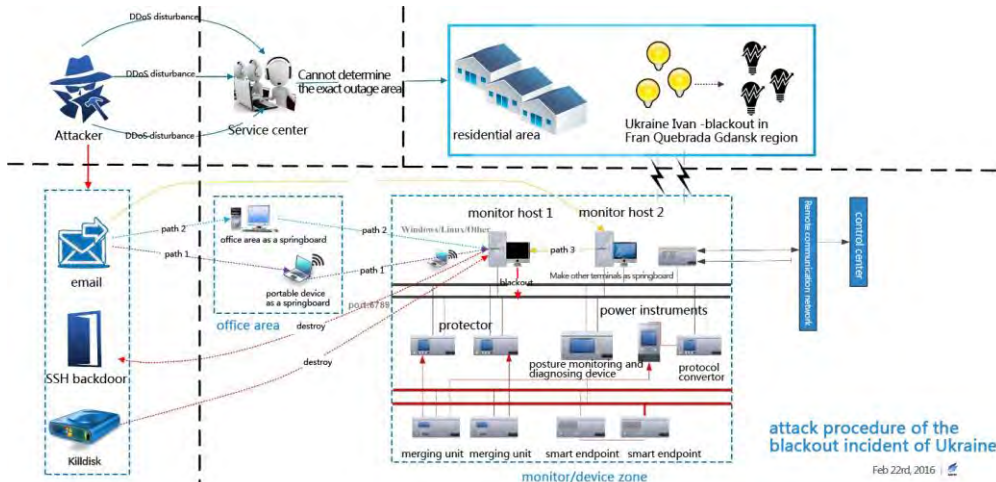 DDoS disturbance
DDoS disturbance
DDoS-disturbance
Attacker
Service center
Cannot determine
the exact outage area
residential area
Ukraine Ivan -blackout in
Fran Quebrada Gdansk region
email
SSH backdoor
Killdisk
path 2
path 1
office area as a springboard
portable device
as a springboard
office area
path 2
path 1
Windows/Linux/Other
port:6789
destroy
destroy
monitor host 1
monitor host 2
path 3
blackout
Make other terminals as springboard
protector
power instruments
posture monitoring and
diagnosing device
protocol
convertor
merging unit
merging unit
smart endpoint
smart endpoint
monitor/device zone
Remote communication network
control center
attack procedure of the
blackout incident of Ukraine
Feb 22rd, 2016